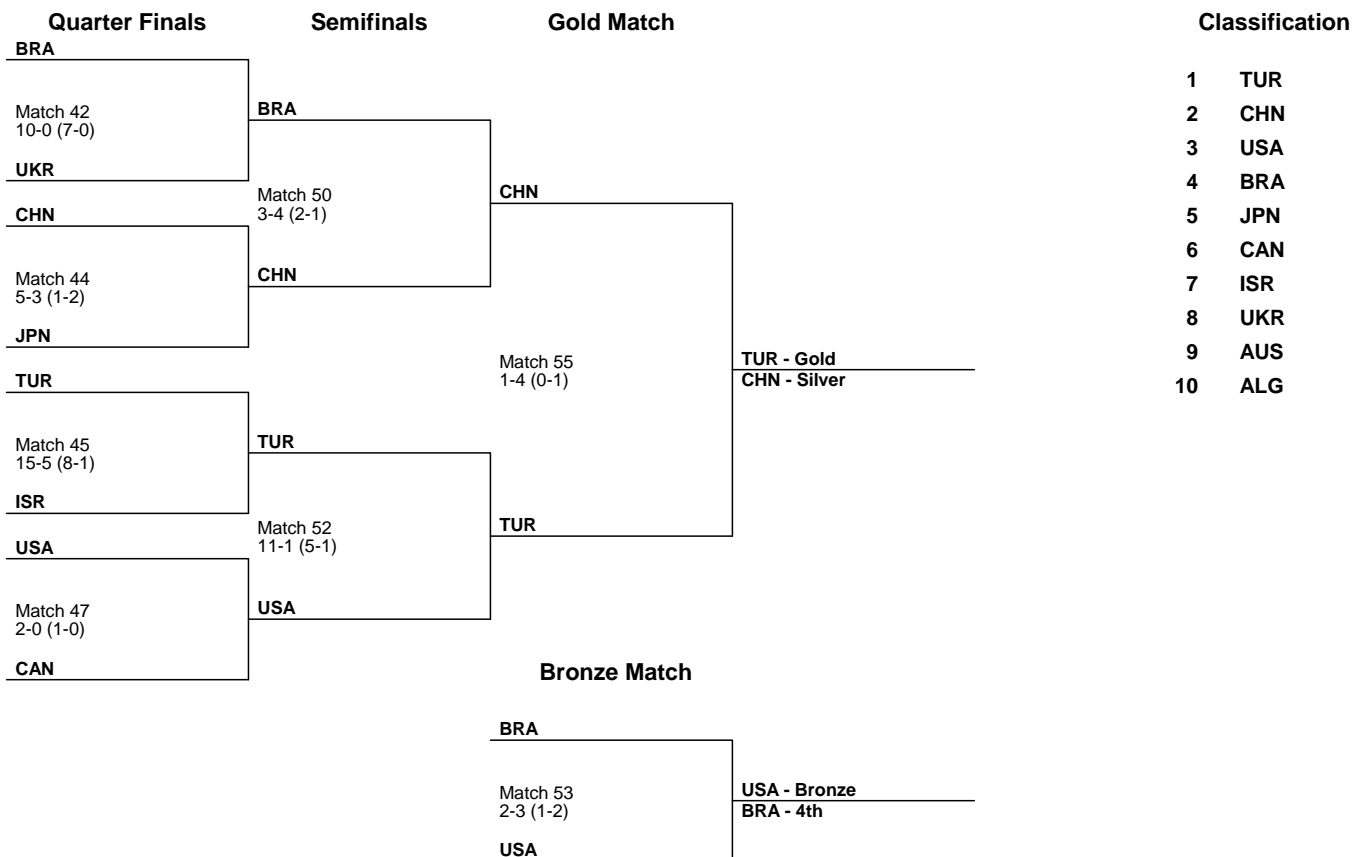 Quarter Finals
Semifinals
Gold Match
Classification
BRA
Match 42
10-0 (7-0)
UKR
CHN
Match 44
5-3 (1-2)
JPN
TUR
Match 45
15-5 (8-1)
ISR
USA
Match 47
2-0 (1-0)
CAN
BRA
Match 50
3-4 (2-1)
CHN
TUR
Match 52
11-1 (5-1)
USA
CHN
Match 55
1-4 (0-1)
TUR
TUR - Gold
CHN - Silver
Bronze Match
BRA
Match 53
2-3 (1-2)
USA
USA - Bronze
BRA - 4th
1 TUR
2 CHN
3 USA
4 BRA
5 JPN
6 CAN
7 ISR
8 UKR
9 AUS
10 ALG